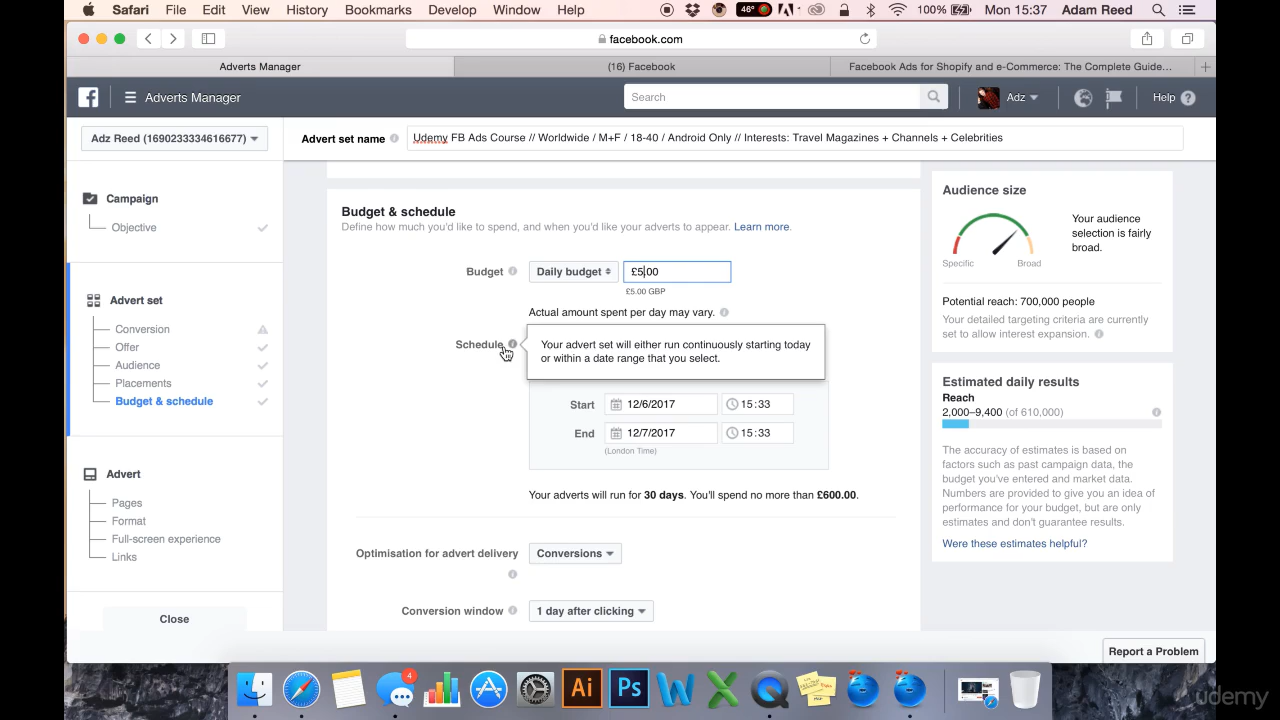 Safari File Edit View History Bookmarks Develop Window Help 46° 100% Mon 15:37 Adam Reed
facebook.com
Adverts Manager
(16) Facebook
Facebook Ads for Shopify and e-Commerce: The Complete Guide...
Adverts Manager
Search
Adz
Help
Adz Reed (1690233334616677)
Advert set name
Udemy FB Ads Course // Worldwide / M+F / 18-40 / Android Only // Interests: Travel Magazines + Channels + Celebrities
Campaign
Objective
Advert set
Conversion
Offer
Audience
Placements
Budget & schedule
Advert
Pages
Format
Full-screen experience
Links
Close
Budget & schedule
Define how much you'd like to spend, and when you'd like your adverts to appear. Learn more.
Budget
Daily budget
£5.00
£5.00 GBP
Actual amount spent per day may vary.
Schedule
Your advert set will either run continuously starting today
or within a date range that you select.
Start 12/6/2017 15:33
End 12/7/2017 15:33
(London Time)
Your adverts will run for 30 days. You'll spend no more than £600.00.
Optimisation for advert delivery
Conversions
Conversion window
1 day after clicking
Audience size
Your audience
selection is fairly
broad.
Specific
Broad
Potential reach: 700,000 people
Your detailed targeting criteria are currently
set to allow interest expansion.
Estimated daily results
Reach
2,000–9,400 (of 610,000)
The accuracy of estimates is based on
factors such as past campaign data, the
budget you've entered and market data.
Numbers are provided to give you an idea of
performance for your budget, but are only
estimates and don't guarantee results.
Were these estimates helpful?
Report a Problem
4
Ai
Ps
udemy